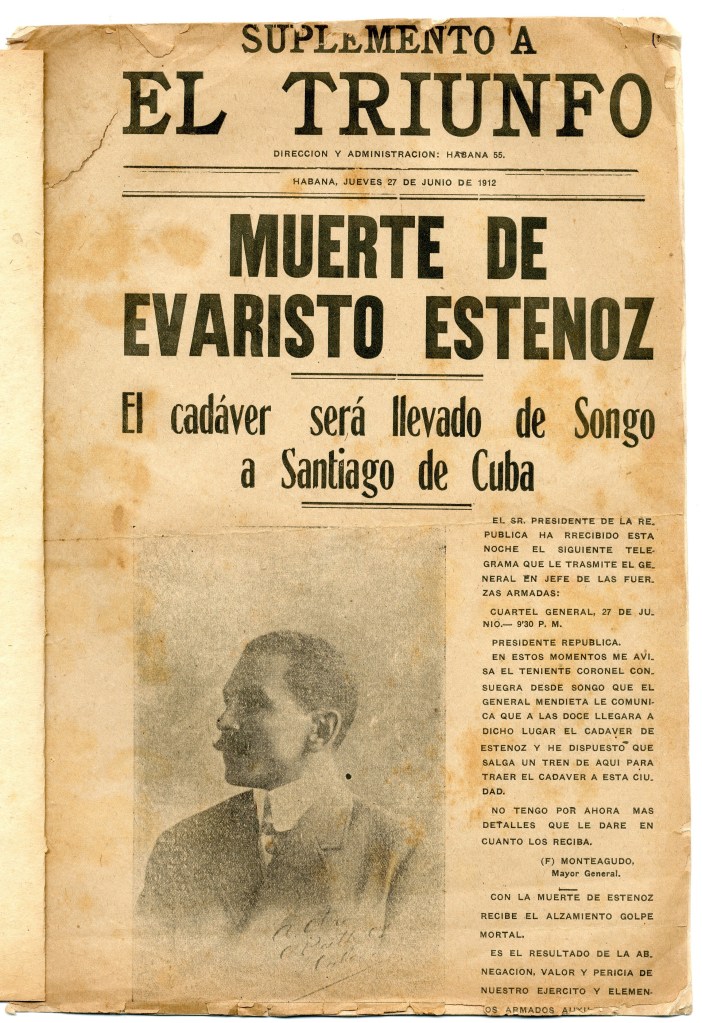 SUPLEMENTO A
EL TRIUNFO
DIRECCION Y ADMINISTRACION: HABANA 55.
HABANA, JUEVES 27 DE JUNIO DE 1912
MUERTE DE
EVARISTO ESTENOZ
El cadáver será llevado de Songo
a Santiago de Cuba
EL SR. PRESIDENTE DE LA RE-
PUBLICA HA RRECIBIDO ESTA
NOCHE EL SIGUIENTE TELE-
GRAMA QUE LE TRASMITE EL GE-
NERAL EN JEFE DE LAS FUER-
ZAS ARMADAS:
CUARTEL GENERAL, 27 DE JU-
NIO.— 9'30 P. M.
PRESIDENTE REPUBLICA.
EN ESTOS MOMENTOS ME AVI-
SA EL TENIENTE CORONEL CON-
SUEGRA DESDE SONGO QUE EL
GENERAL MENDIETA LE COMUNI-
CA QUE A LAS DOCE LLEGARA A
DICHO LUGAR EL CADAVER DE
ESTENOZ Y HE DISPUESTO QUE
SALGA UN TREN DE AQUI PARA
TRAER EL CADAVER A ESTA CIU-
DAD.
NO TENGO POR AHORA MAS
DETALLES QUE LE DARE EN
CUANTO LOS RECIBA.
(F) MONTEAGUDO,
Mayor General.
CON LA MUERTE DE ESTENOZ
RECIBE EL ALZAMIENTO GOLPE
MORTAL.
ES EL RESULTADO DE LA AB-
NEGACION, VALOR Y PERICIA DE
NUESTRO EJERCITO Y ELEMEN-
OS ARMADOS